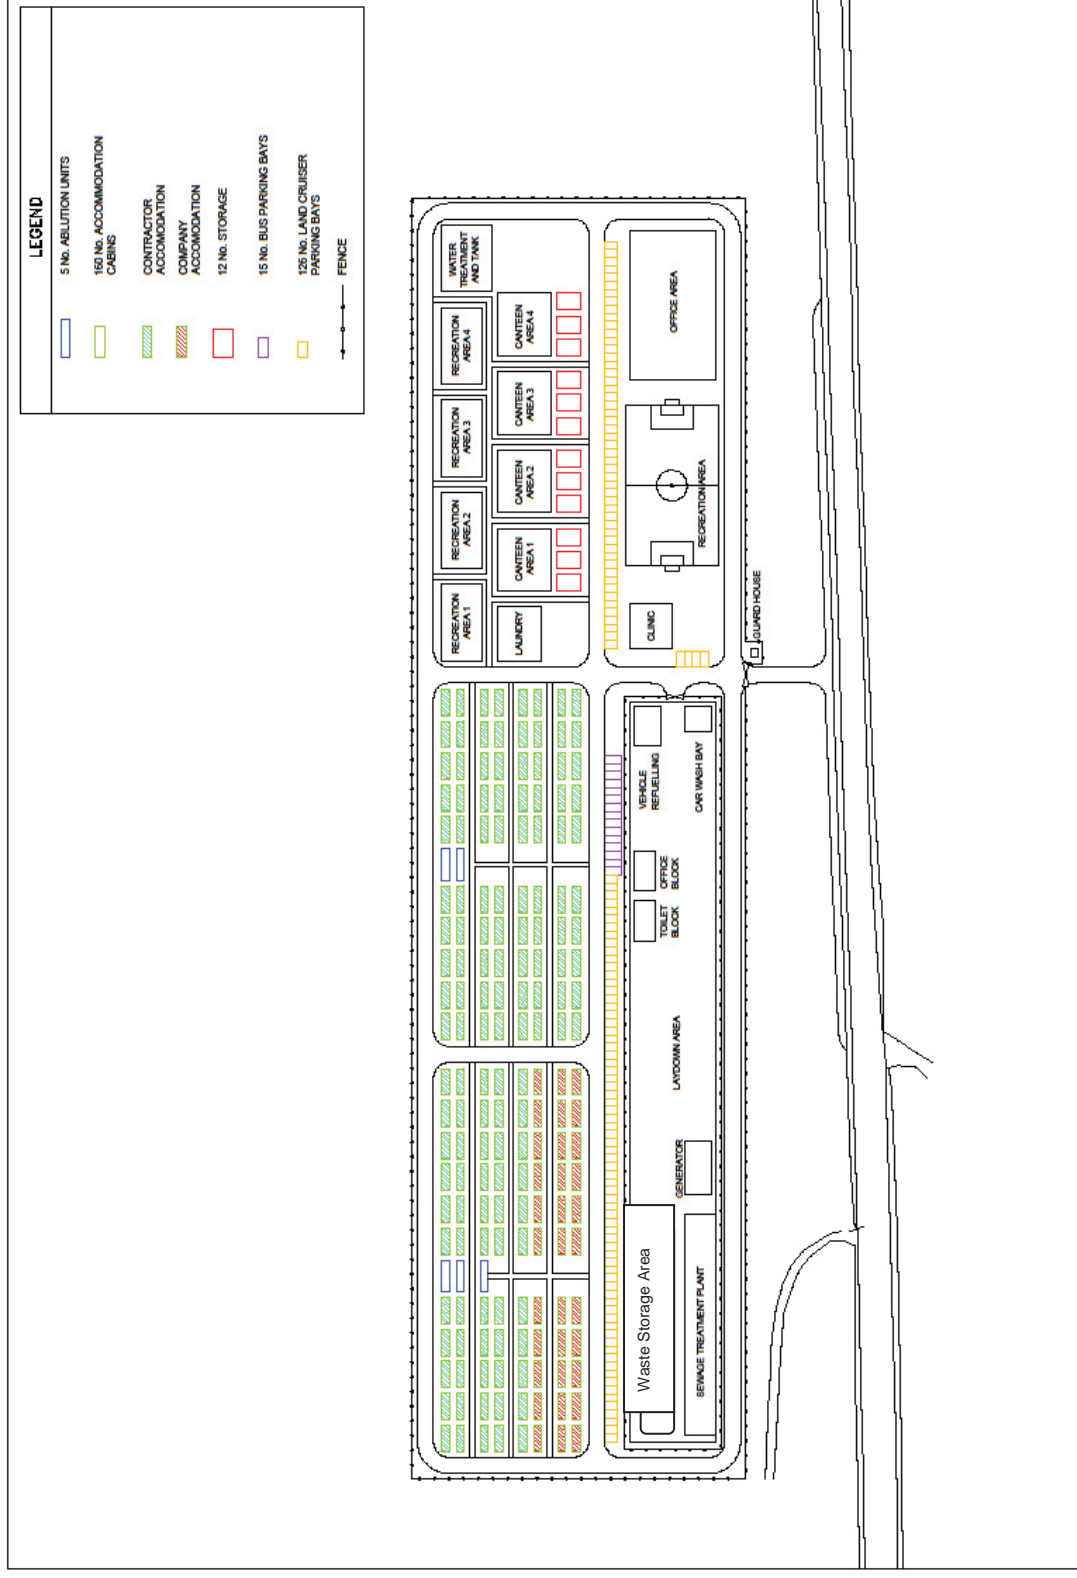 LEGEND
5 No. ABLUTION UNITS
160 No. ACCOMMODATION
CABINS
CONTRACTOR
ACCOMODATION
COMPANY
ACCOMODATION
12 No. STORAGE
15 No. BUS PARKING BAYS
126 No. LAND CRUISER
PARKING BAYS
FENCE
RECREATION
AREA 1
RECREATION
AREA 2
RECREATION
AREA 3
RECREATION
AREA 4
WATER
TREATMENT
AND TANK
LAUNDRY
CANTEEN
AREA 1
CANTEEN
AREA 2
CANTEEN
AREA 3
CANTEEN
AREA 4
CLINIC
RECREATION AREA
OFFICE AREA
GUARD HOUSE
Waste Storage Area
SEWAGE TREATMENT PLANT
GENERATOR
LAYDOWN AREA
TOILET
BLOCK
OFFICE
BLOCK
VEHICLE
REFUELLING
CAR WASH BAY